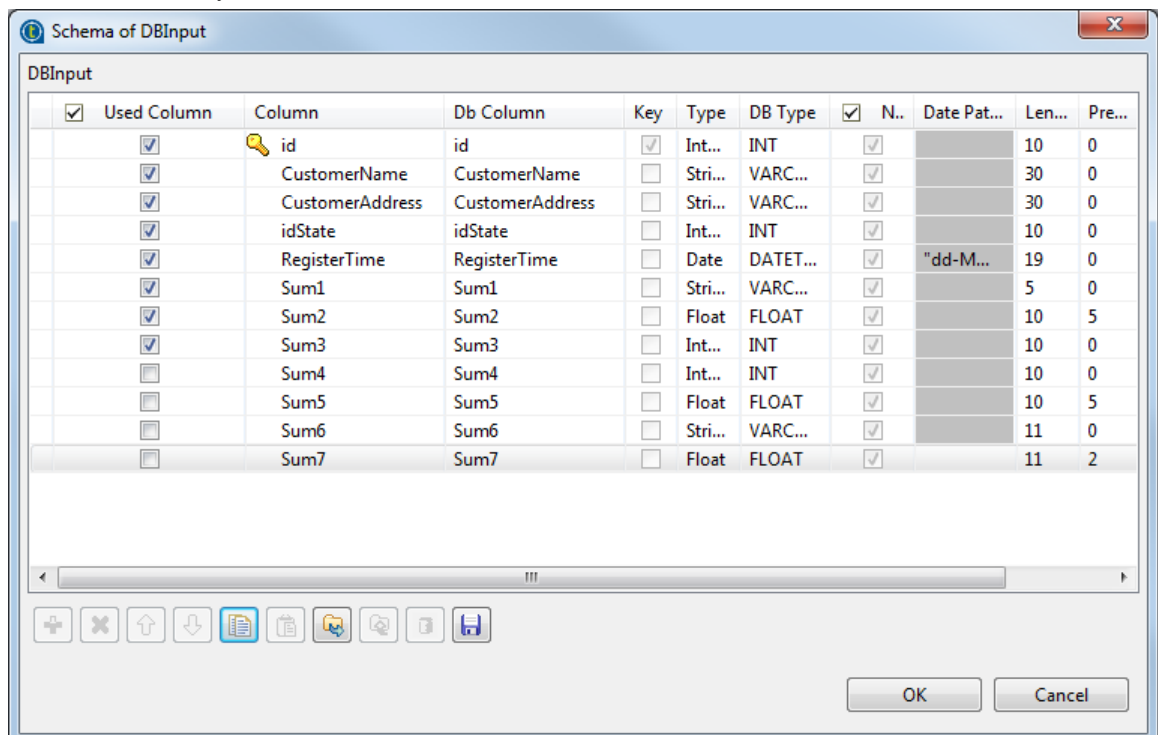 Schema of DBInput
DBInput
Used Column Column Db Column Key Type DB Type N.. Date Pat... Len... Pre...
id id Int... INT 10 0
CustomerName CustomerName Stri... VARC... 30 0
CustomerAddress CustomerAddress Stri... VARC... 30 0
idState idState Int... INT 10 0
RegisterTime RegisterTime Date DATET... "dd-M... 19 0
Sum1 Sum1 Stri... VARC... 5 0
Sum2 Sum2 Float FLOAT 10 5
Sum3 Sum3 Int... INT 10 0
Sum4 Sum4 Int... INT 10 0
Sum5 Sum5 Float FLOAT 10 5
Sum6 Sum6 Stri... VARC... 11 0
Sum7 Sum7 Float FLOAT 11 2
OK Cancel